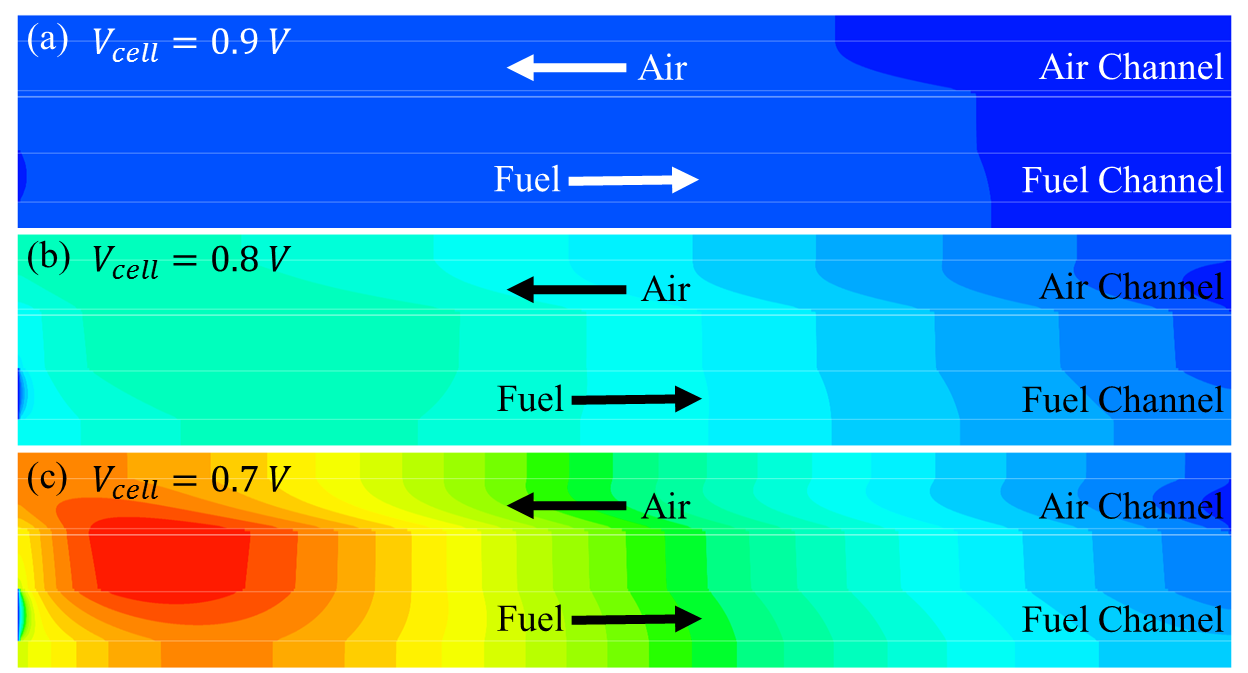 (a) V_cell = 0.9 V
Air
Air Channel
Fuel
Fuel Channel
(b) V_cell = 0.8 V
Air
Air Channel
Fuel
Fuel Channel
(c) V_cell = 0.7 V
Air
Air Channel
Fuel
Fuel Channel